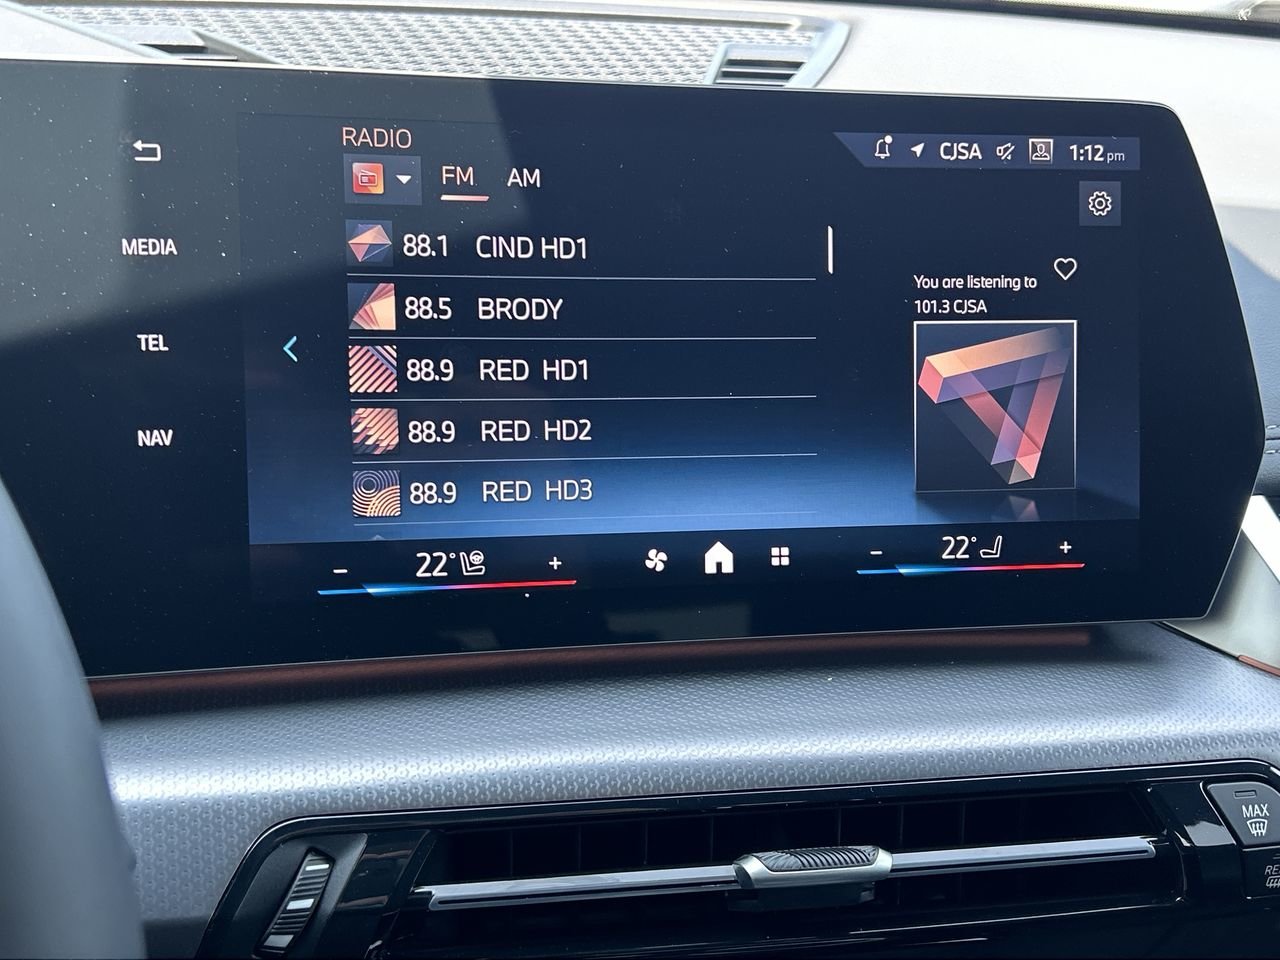 RADIO
FM AM
CJSA 1:12 pm
MEDIA
TEL
NAV
88.1 CIND HD1
88.5 BRODY
88.9 RED HD1
88.9 RED HD2
88.9 RED HD3
You are listening to
101.3 CJSA
- 22° +
- 22° +
MAX